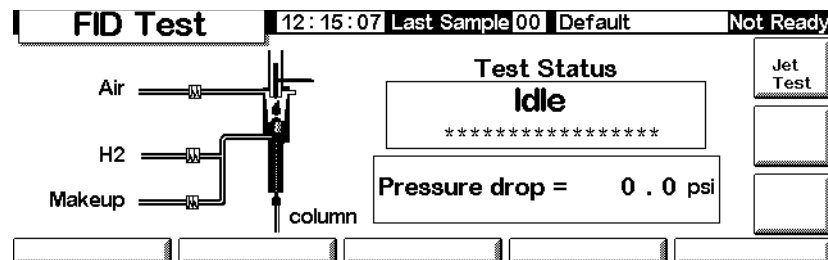 FID Test 12:15:07 Last Sample 00 Default Not Ready
Air
H2
Makeup
column
Test Status
Idle
*****************
Pressure drop = 0.0 psi
Jet
Test